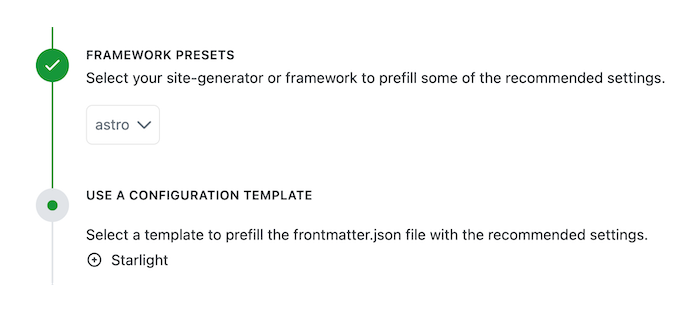 FRAMEWORK PRESETS
Select your site-generator or framework to prefill some of the recommended settings.
astro
USE A CONFIGURATION TEMPLATE
Select a template to prefill the frontmatter.json file with the recommended settings.
Starlight